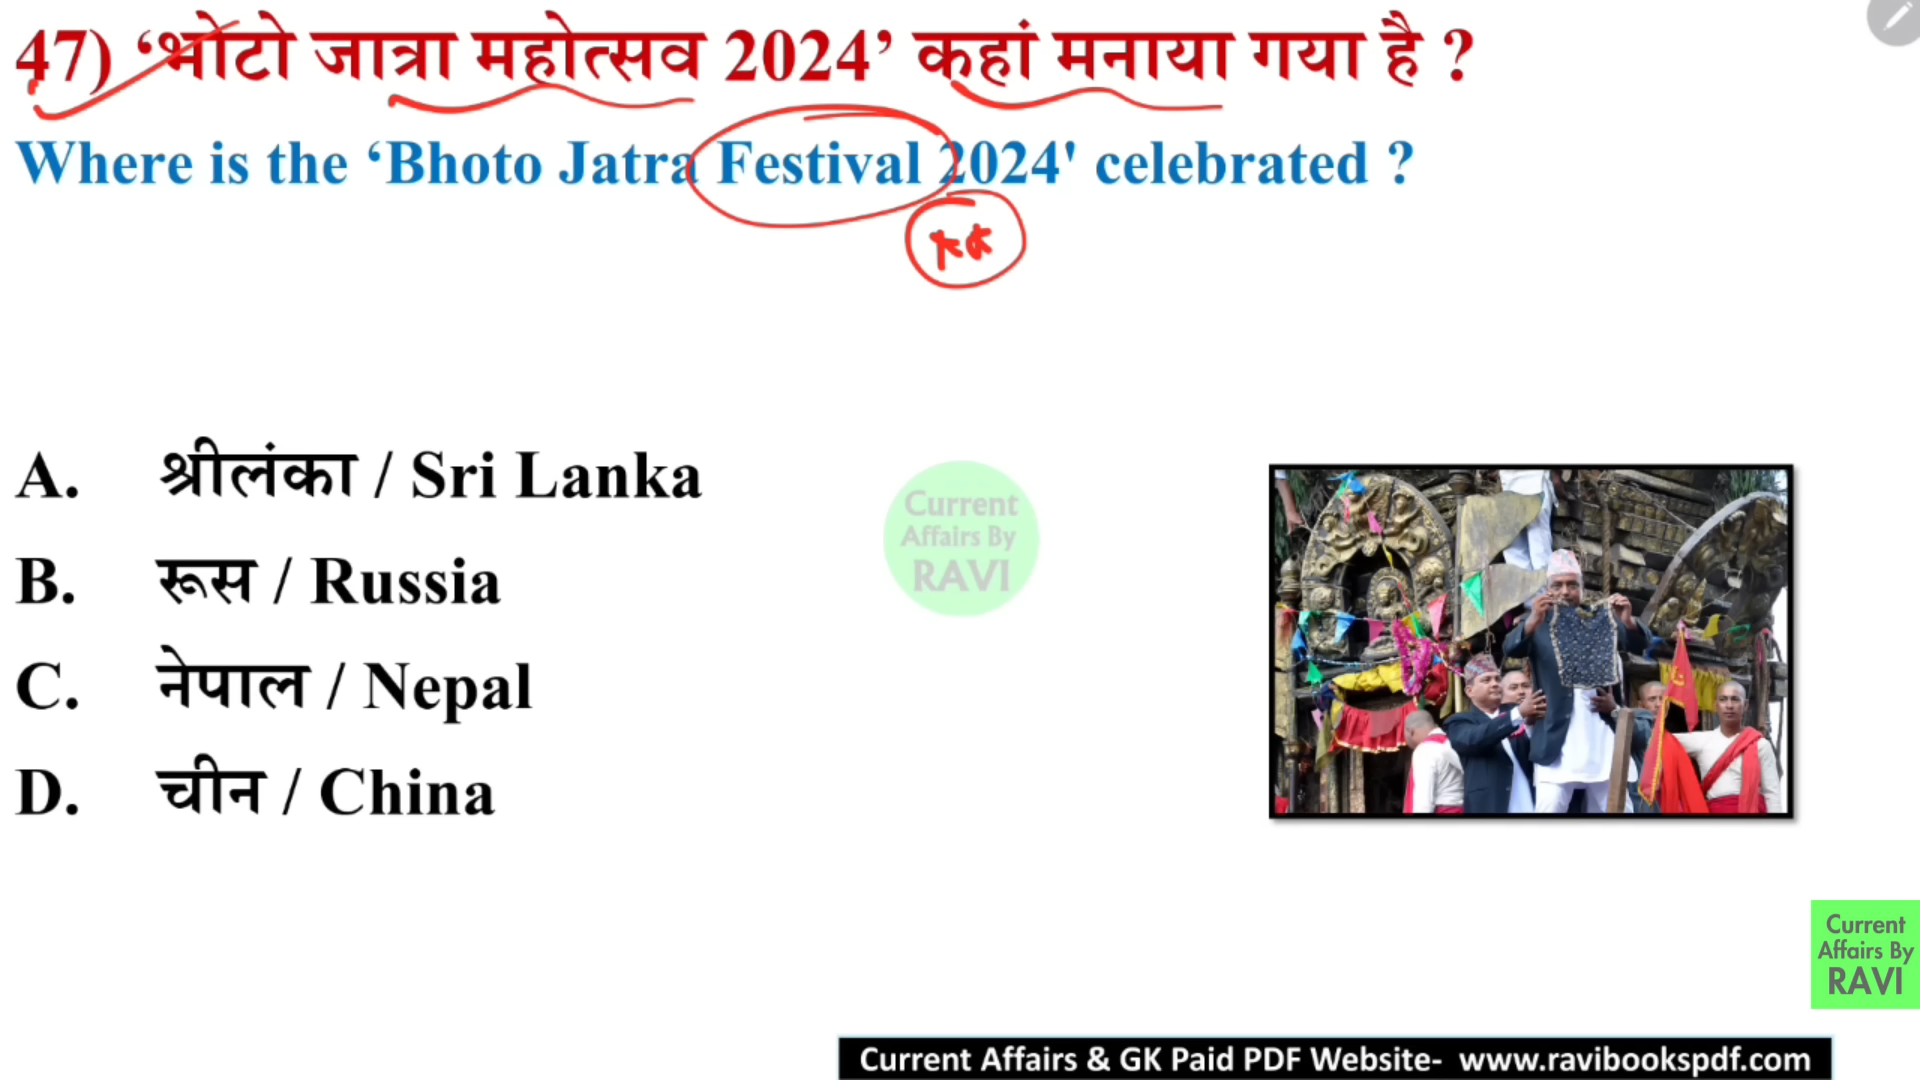 47) ‘भोटो जात्रा महोत्सव 2024’ कहां मनाया गया है ?
Where is the ‘Bhoto Jatra Festival 2024' celebrated ?
A. श्रीलंका / Sri Lanka
B. रूस / Russia
C. नेपाल / Nepal
D. चीन / China
Current
Affairs By
RAVI
Current
Affairs By
RAVI
Current Affairs & GK Paid PDF Website- www.ravibookspdf.com